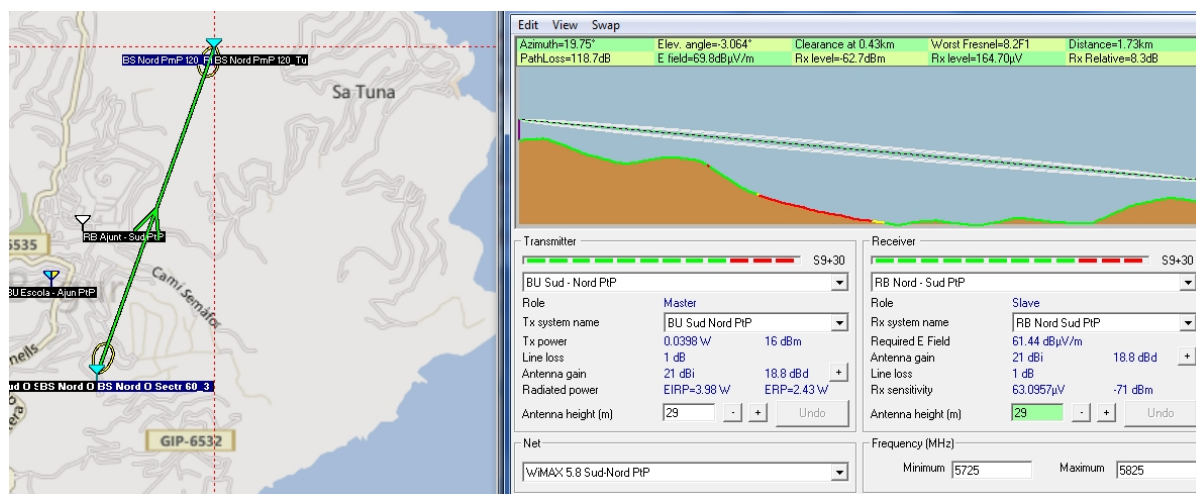 BS Nord PmP 120_
BS Nord PmP 120_Tu
Sa Tuna
RB Ajunt - Sud PtP
6535
BU Escola - Ajun PtP
Camí Semàfor
BS Nord O
BS Nord O Sectr 60_3
GIP-6532
Edit View Swap
Azimuth=19.75° Elev. angle=-3.064° Clearance at 0.43km Worst Fresnel=8.2F1 Distance=1.73km
PathLoss=118.7dB E field=69.8dBµV/m Rx level=-62.7dBm Rx level=164.70µV Rx Relative=8.3dB
Transmitter
S9+30
BU Sud - Nord PtP
Role Master
Tx system name BU Sud Nord PtP
Tx power 0.0398 W 16 dBm
Line loss 1 dB
Antenna gain 21 dBi 18.8 dBd +
Radiated power EIRP=3.98 W ERP=2.43 W
Antenna height (m) 29 - + Undo
Net
WiMAX 5.8 Sud-Nord PtP
Receiver
S9+30
RB Nord - Sud PtP
Role Slave
Rx system name RB Nord Sud PtP
Required E Field 61.44 dBµV/m
Antenna gain 21 dBi 18.8 dBd +
Line loss 1 dB
Rx sensitivity 63.0957µV -71 dBm
Antenna height (m) 29 - + Undo
Frequency (MHz)
Minimum 5725 Maximum 5825